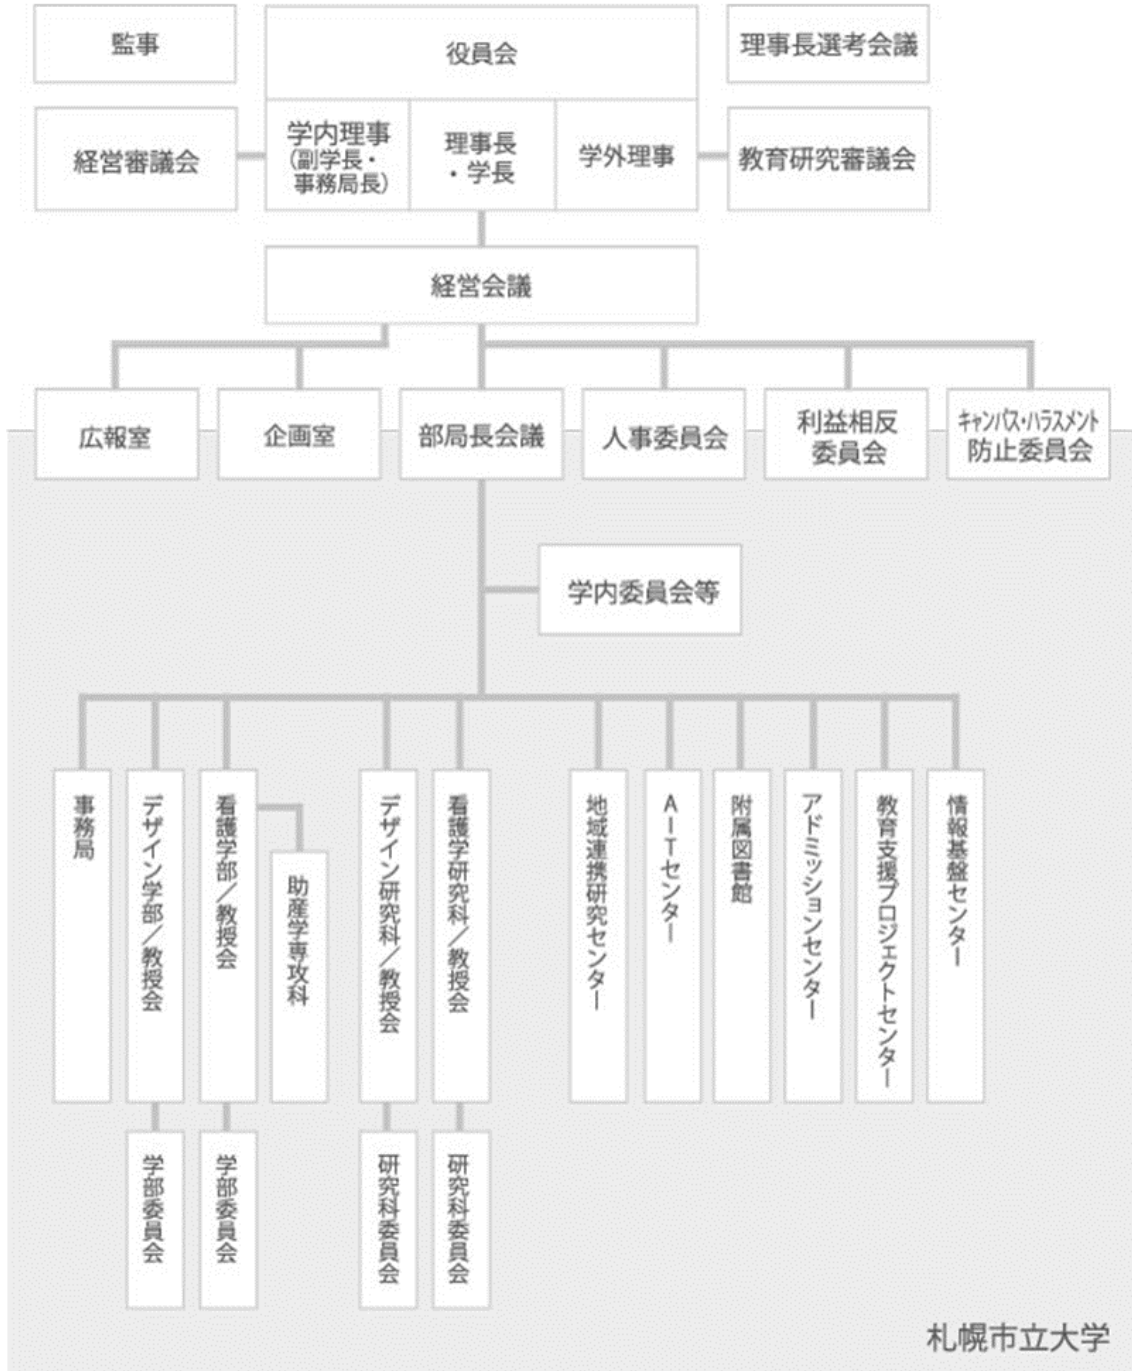 監事
役員会
理事長選考会議
経営審議会
学内理事
(副学長・
事務局長)
理事長
・学長
学外理事
教育研究審議会
経営会議
広報室
企画室
部局長会議
人事委員会
利益相反
委員会
キャンパス・ハラスメント
防止委員会
学内委員会等
事務局
デザイン学部／教授会
看護学部／教授会
助産学専攻科
デザイン研究科／教授会
看護学研究科／教授会
地域連携研究センター
AITセンター
附属図書館
アドミッションセンター
教育支援プロジェクトセンター
情報基盤センター
学部委員会
学部委員会
研究科委員会
研究科委員会
札幌市立大学